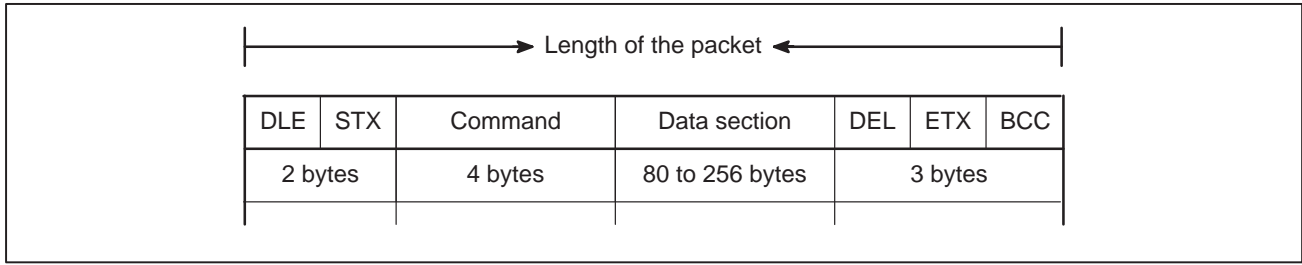 Length of the packet
DLE STX Command Data section DEL ETX BCC
2 bytes 4 bytes 80 to 256 bytes 3 bytes